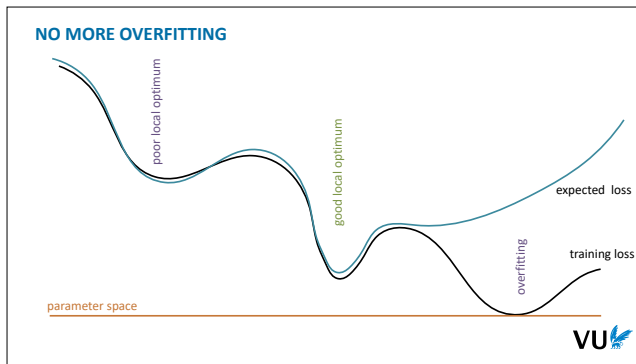 NO MORE OVERFITTING
poor local optimum
good local optimum
expected loss
training loss
overfitting
parameter space
VU